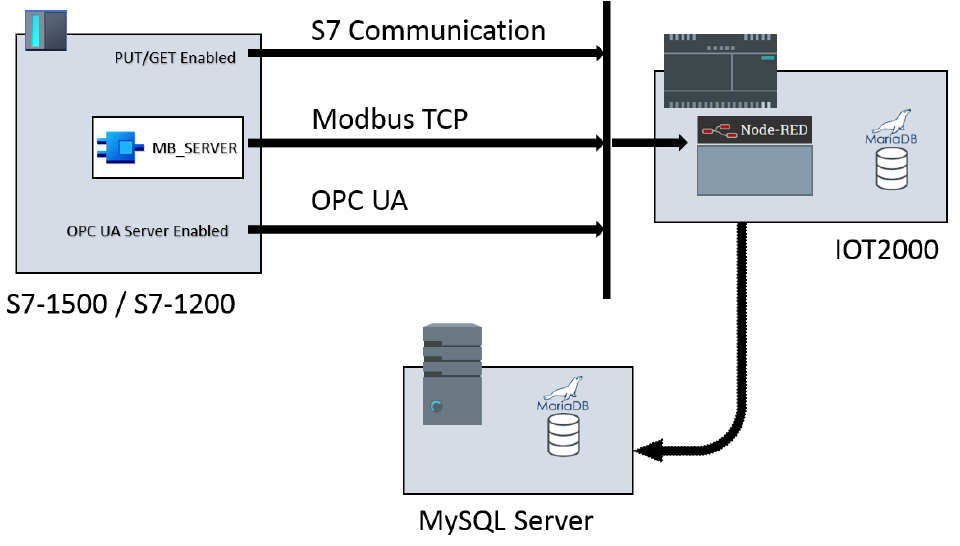 S7 Communication
PUT/GET Enabled
Modbus TCP
MB_SERVER
Node-RED
MariaDB
OPC UA
OPC UA Server Enabled
IOT2000
S7-1500 / S7-1200
MariaDB
MySQL Server